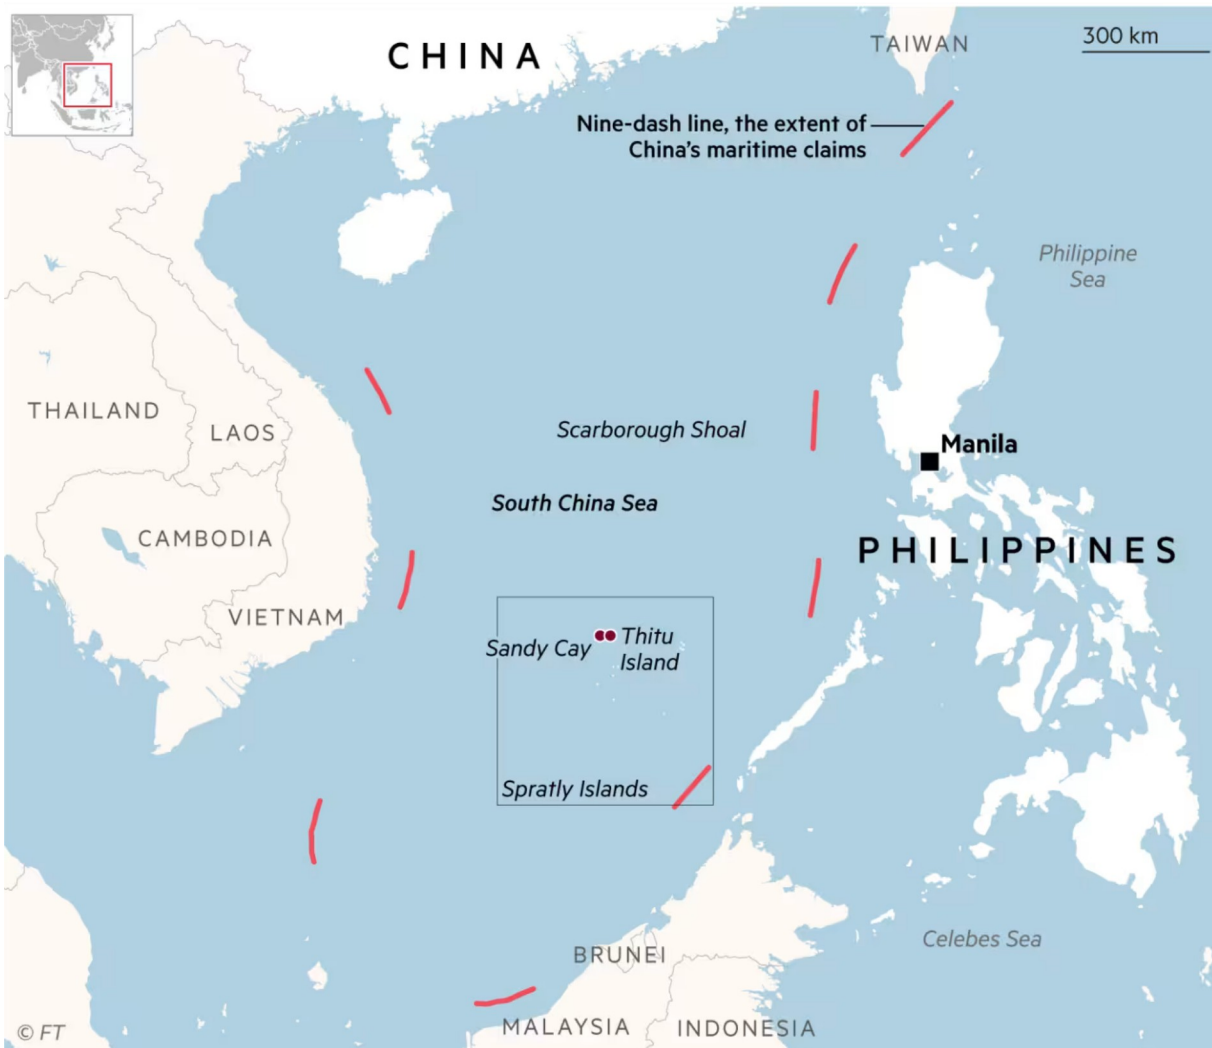 CHINA
TAIWAN
300 km
Nine-dash line, the extent of
China's maritime claims
Philippine
Sea
THAILAND
LAOS
Scarborough Shoal
Manila
South China Sea
CAMBODIA
PHILIPPINES
VIETNAM
Sandy Cay
Thitu
Island
Spratly Islands
Celebes Sea
BRUNEI
MALAYSIA
INDONESIA
© FT